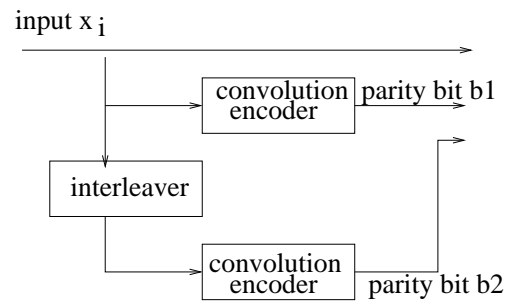 input x i
convolution
encoder
parity bit b1
interleaver
convolution
encoder
parity bit b2